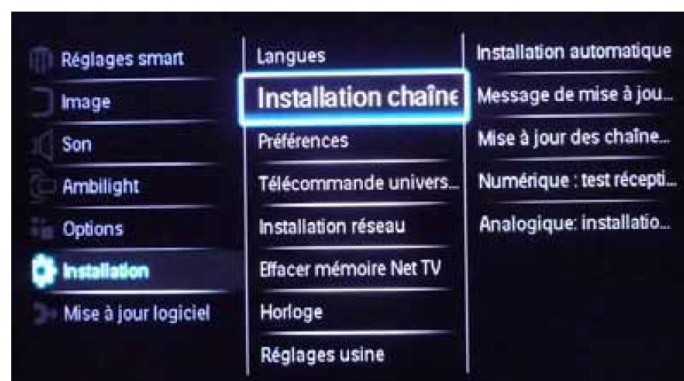 Réglages smart
Image
Son
Ambilight
Options
Installation
Mise à jour logiciel
Langues
Installation chaîne
Préférences
Télécommande univers...
Installation réseau
Effacer mémoire Net TV
Horloge
Réglages usine
Installation automatique
Message de mise à jou...
Mise à jour des chaîne...
Numérique : test récepti...
Analogique: installatio...